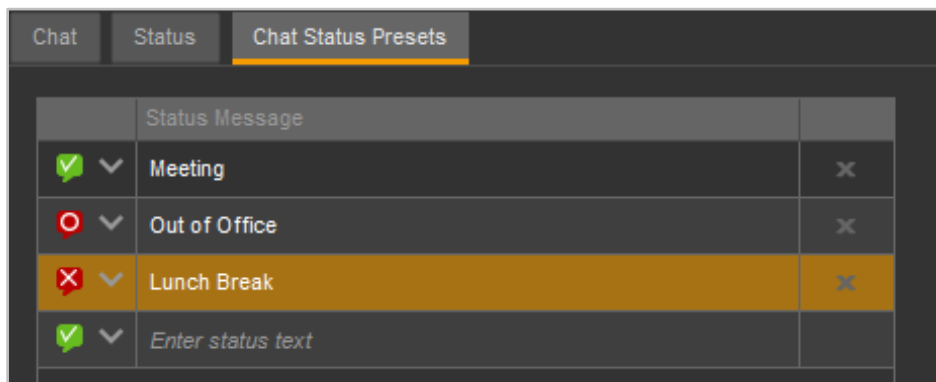 Chat Status Chat Status Presets
Status Message
Meeting
Out of Office
Lunch Break
Enter status text